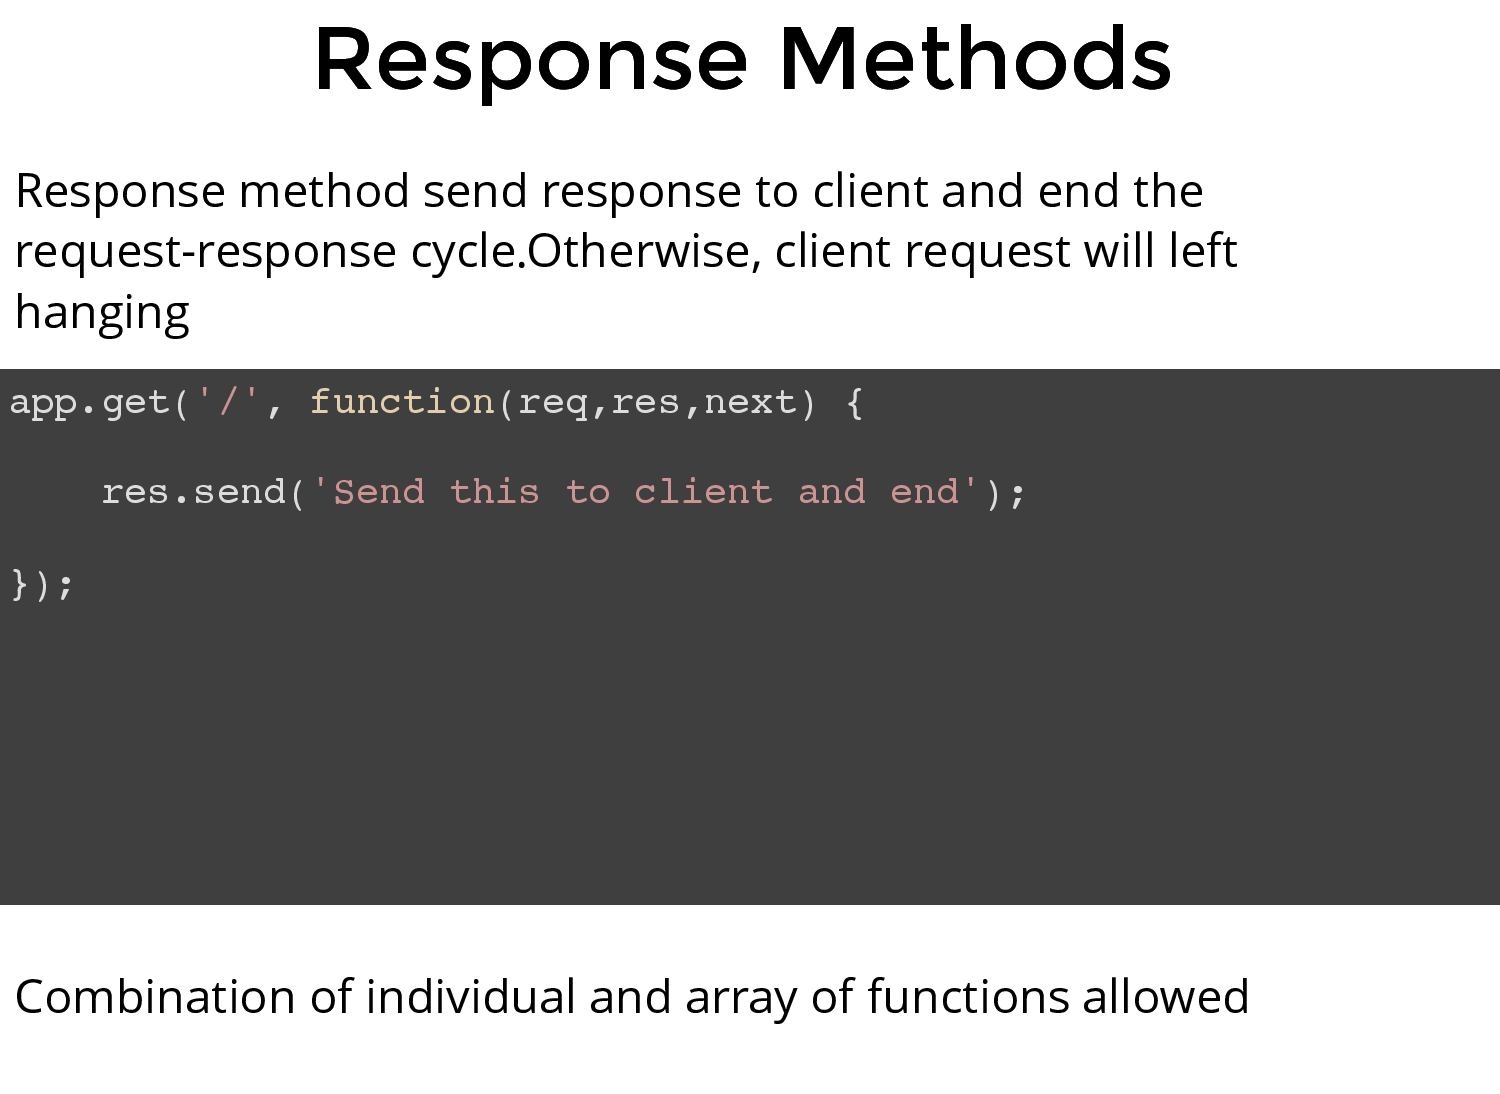 Response Methods
Response method send response to client and end the
request-response cycle.Otherwise, client request will left
hanging
app.get('/', function(req,res,next) {
    res.send('Send this to client and end');
});
Combination of individual and array of functions allowed